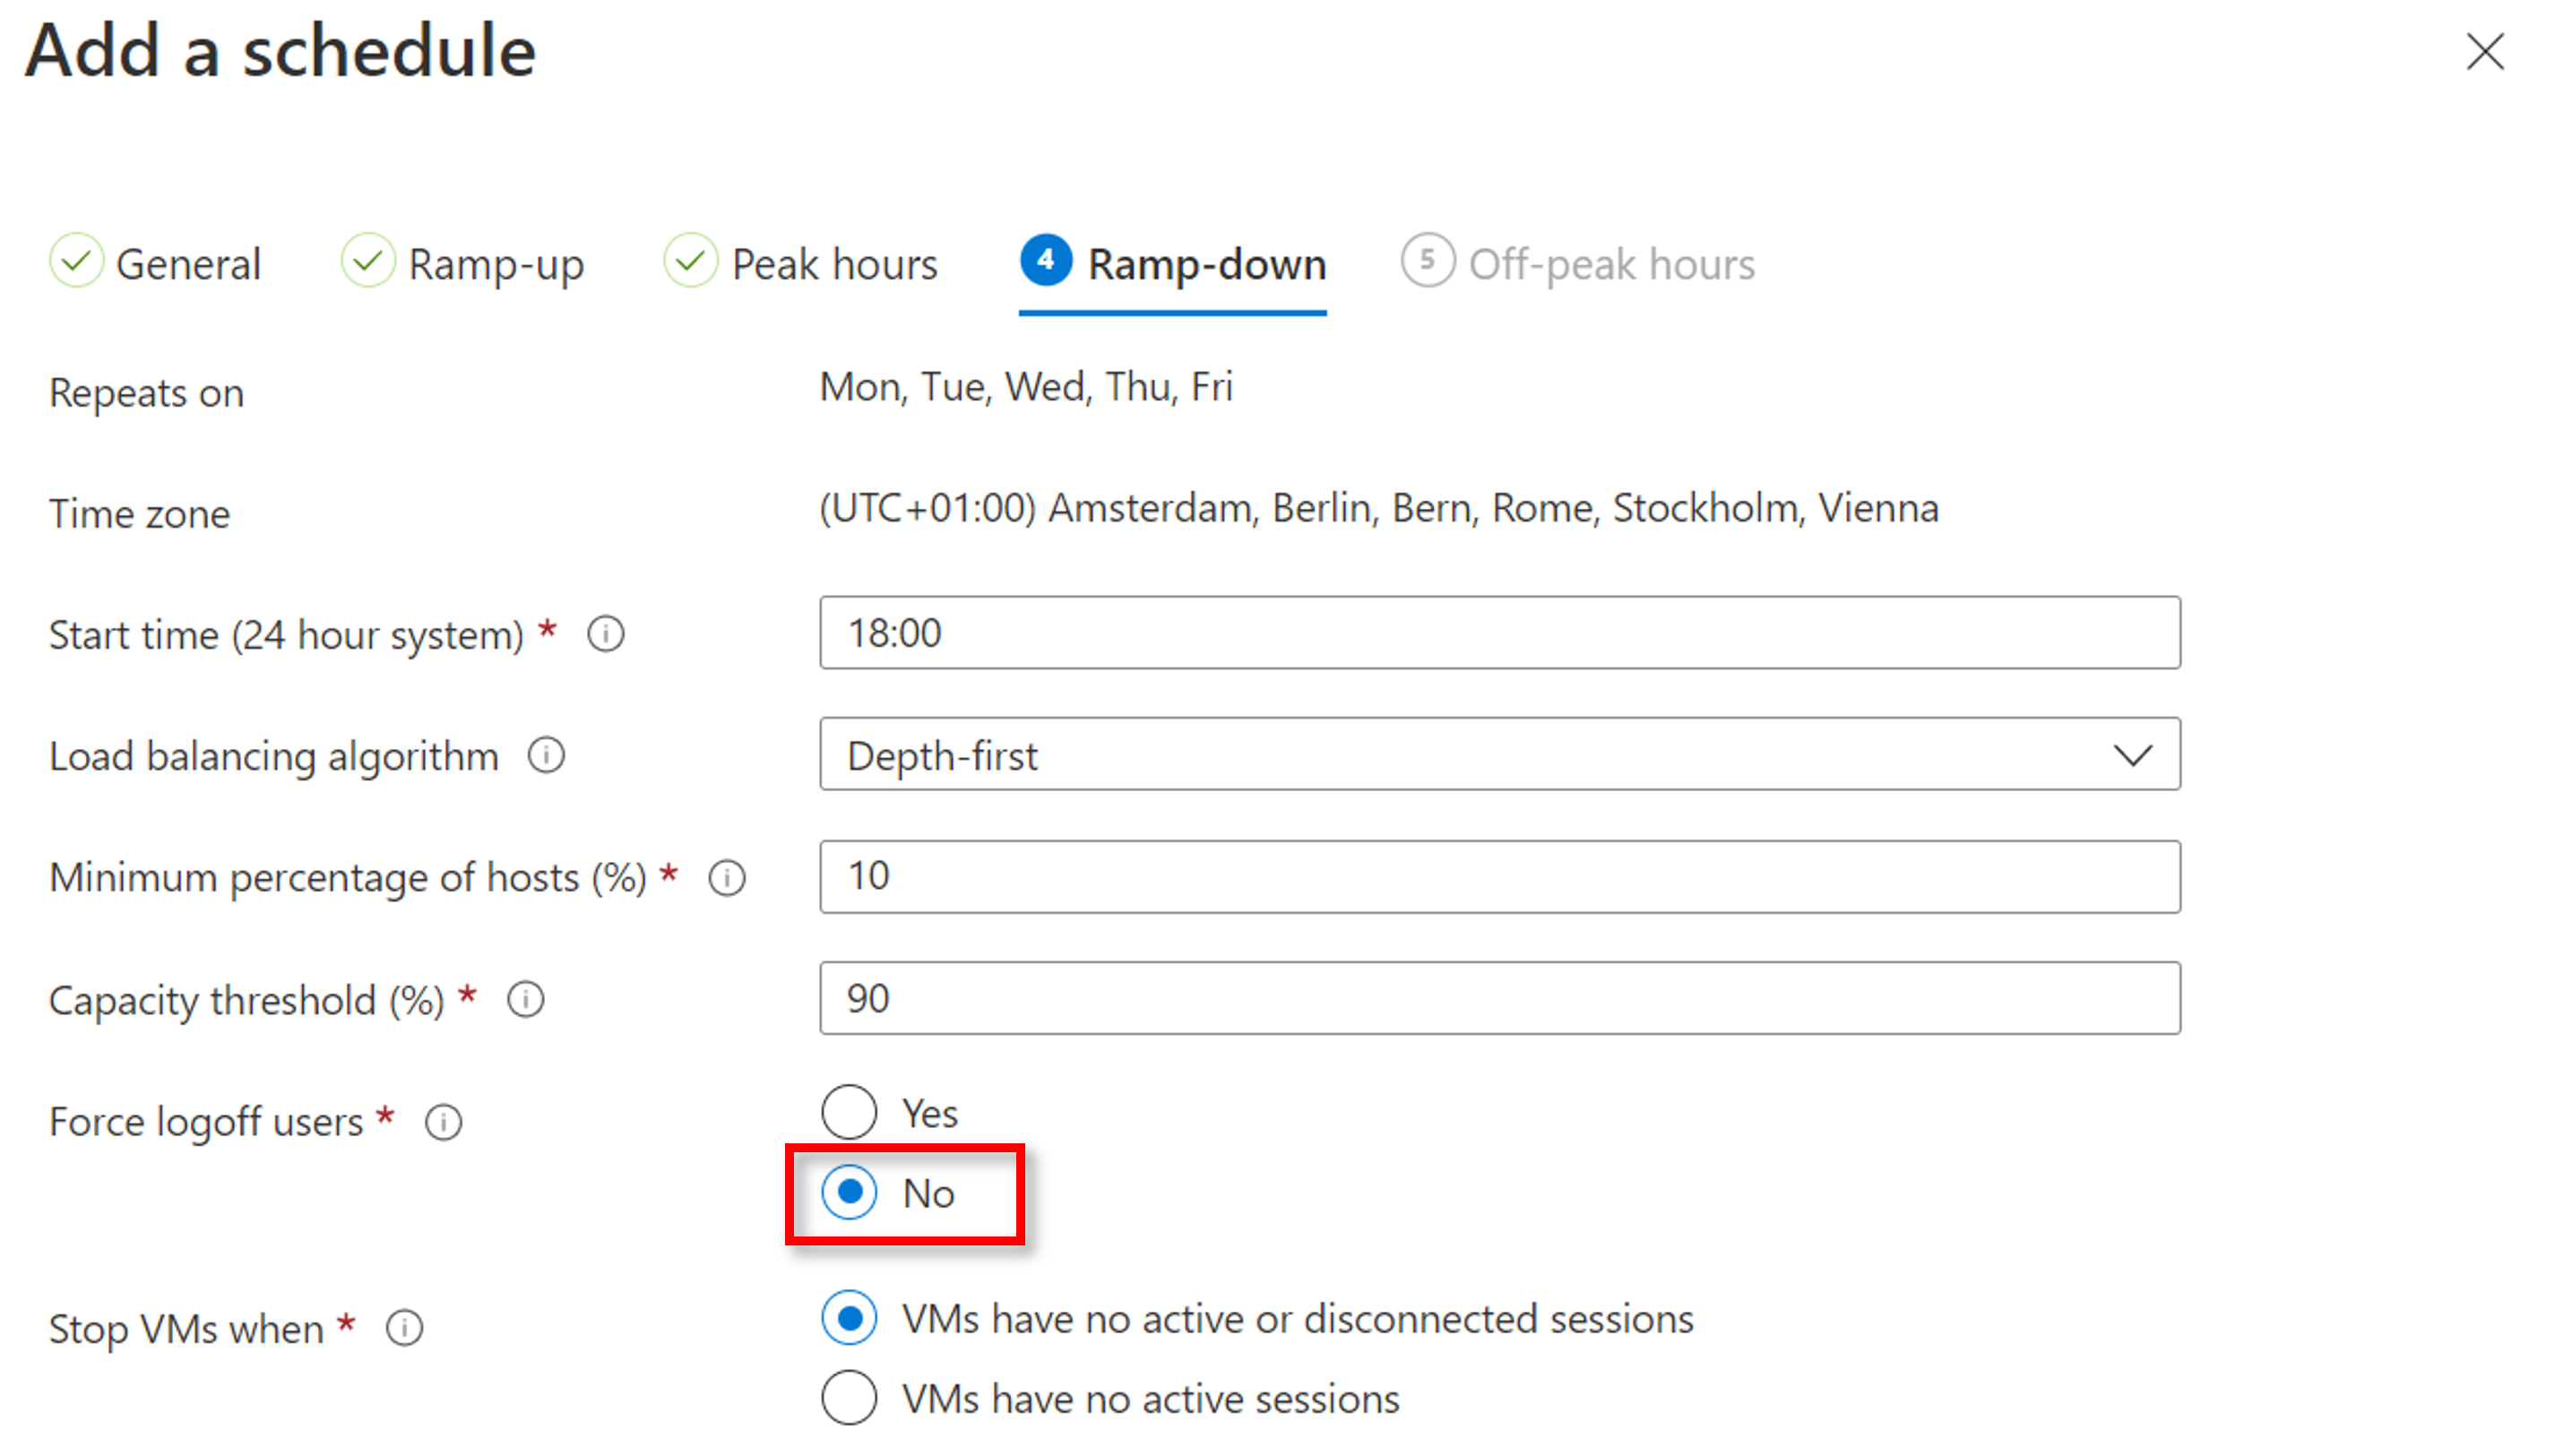 Add a schedule
General Ramp-up Peak hours 4 Ramp-down 5 Off-peak hours
Repeats on Mon, Tue, Wed, Thu, Fri
Time zone (UTC+01:00) Amsterdam, Berlin, Bern, Rome, Stockholm, Vienna
Start time (24 hour system) * 18:00
Load balancing algorithm Depth-first
Minimum percentage of hosts (%) * 10
Capacity threshold (%) * 90
Force logoff users * Yes
No
Stop VMs when * VMs have no active or disconnected sessions
VMs have no active sessions